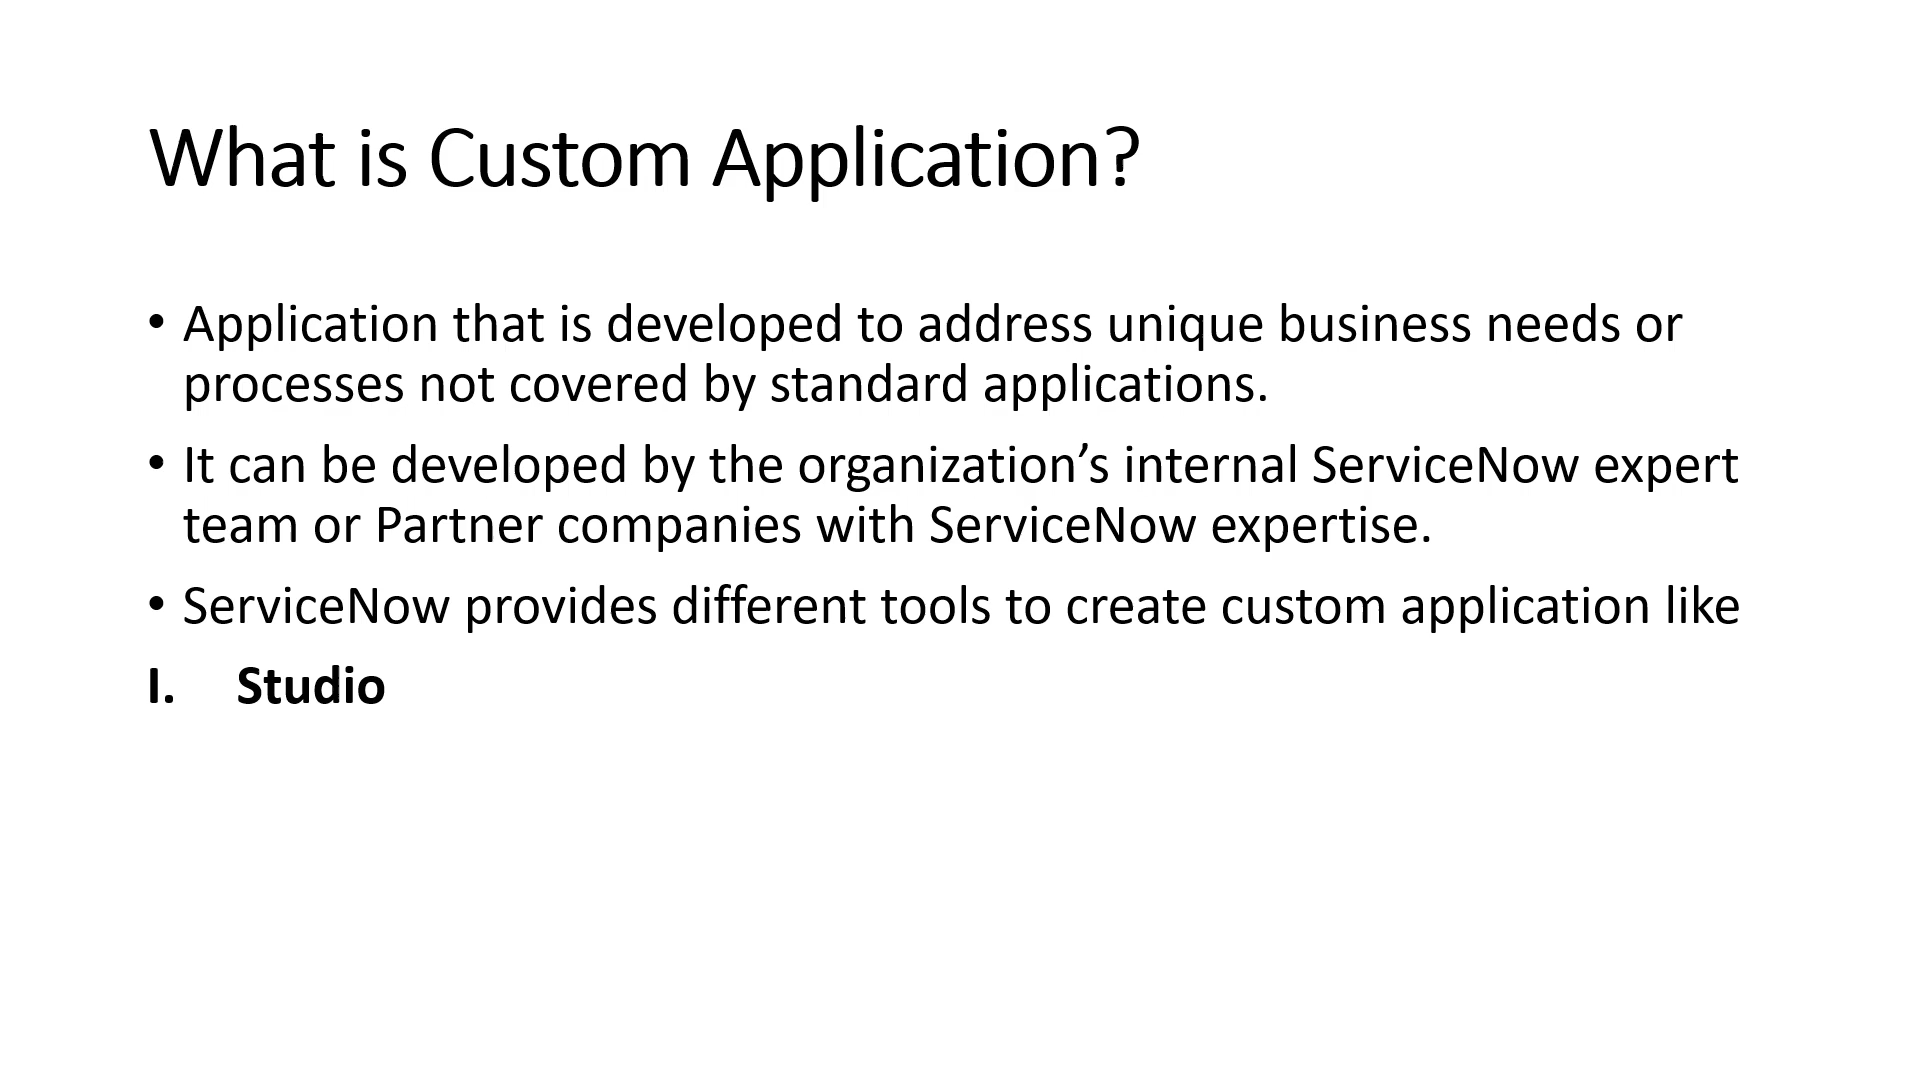 What is Custom Application?
• Application that is developed to address unique business needs or
processes not covered by standard applications.
• It can be developed by the organization’s internal ServiceNow expert
team or Partner companies with ServiceNow expertise.
• ServiceNow provides different tools to create custom application like
I. Studio